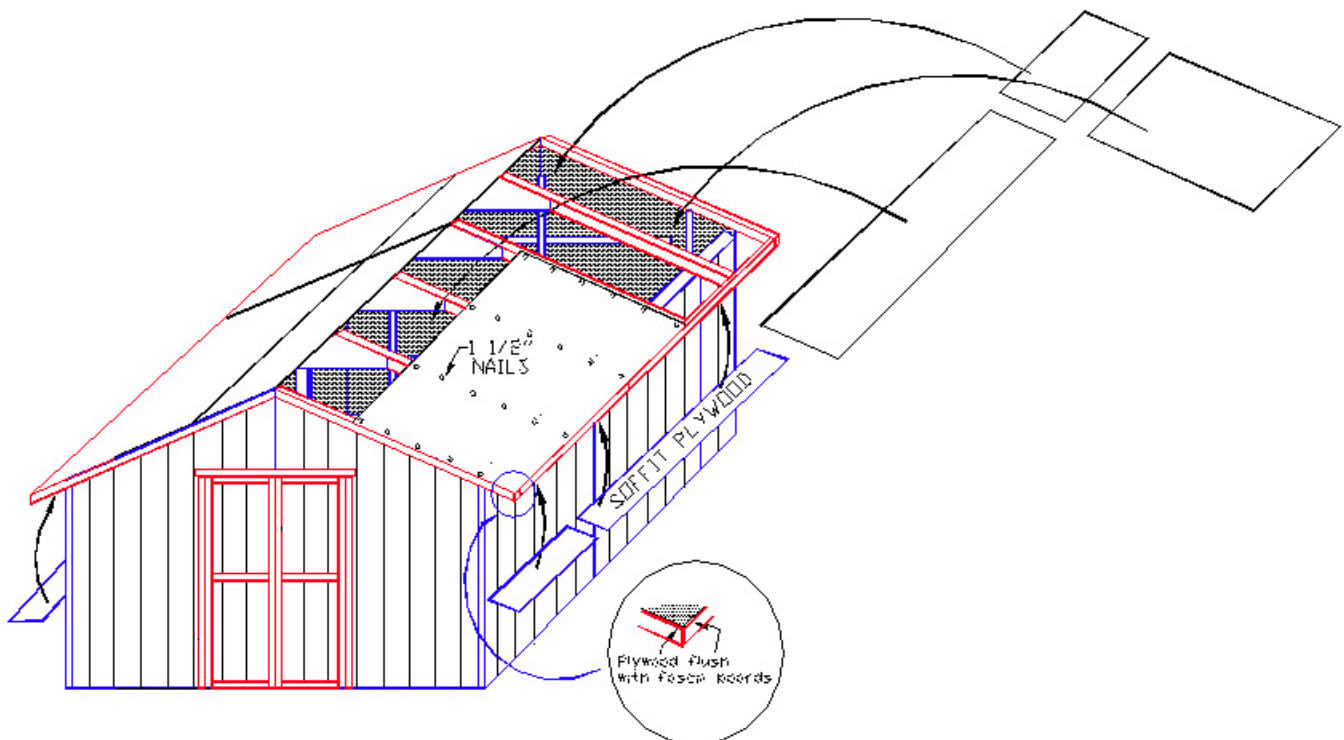 1 1/2"
NAILS
SOFFIT PLYWOOD
Plywood flush
with fascia boards